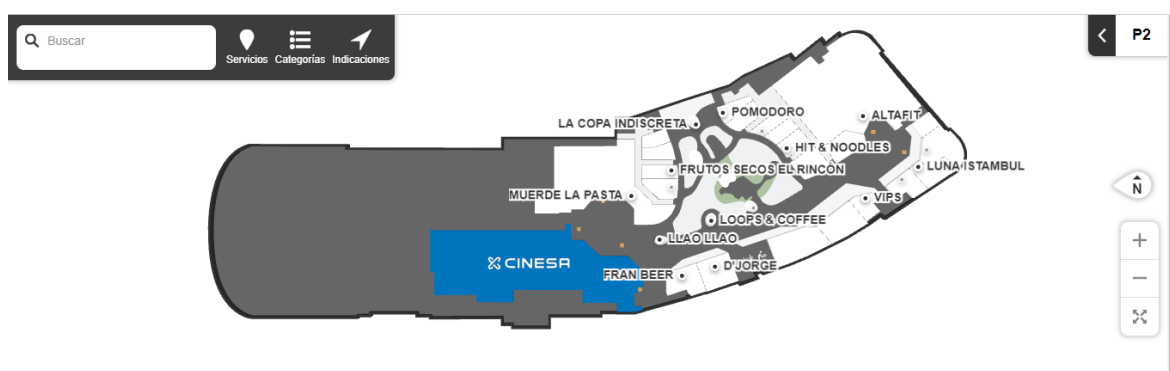 Buscar
Servicios
Categorías
Indicaciones
P2
POMODORO
LA COPA INDISCRETA
ALTAFIT
HIT & NOODLES
FRUTOS SECOS EL RINCÓN
LUNA ISTAMBUL
MUERDE LA PASTA
VIPS
LOOPS & COFFEE
LLAO LLAO
CINESA
FRAN BEER
D'JORGE
N